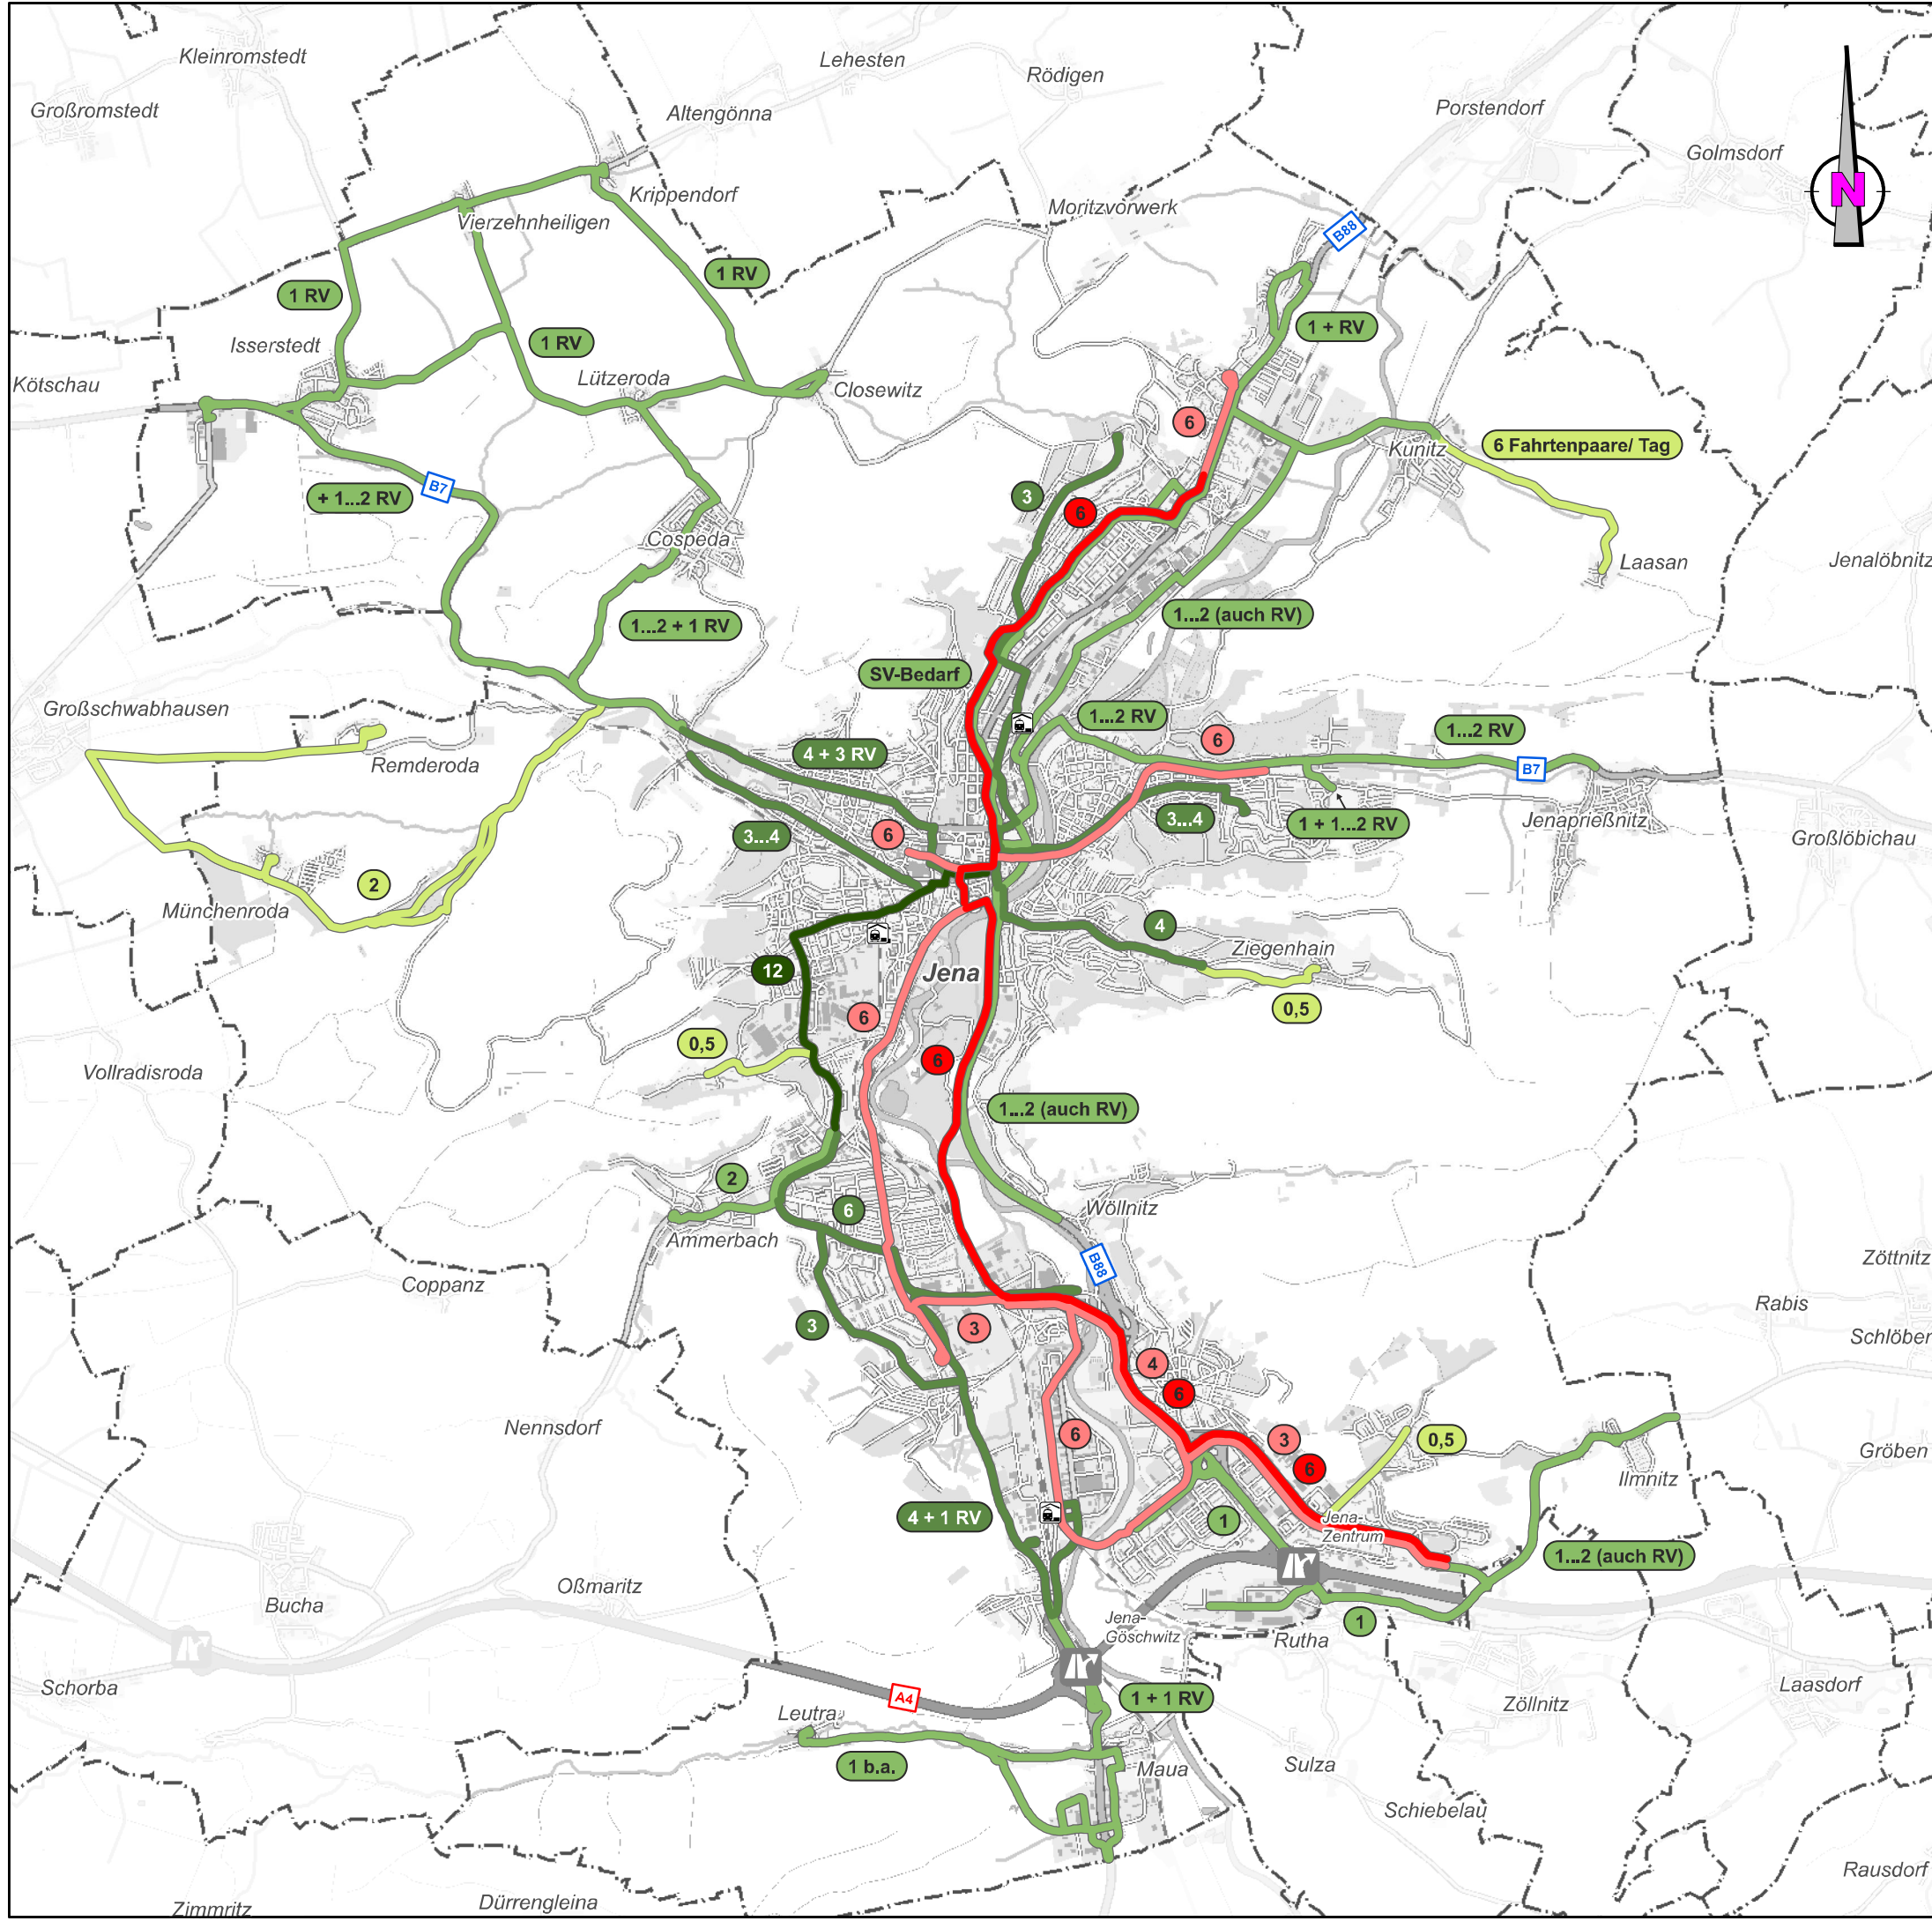 Kleinromstedt
Lehesten
Rödigen
Großromstedt
Altengönna
Porstendorf
Golmsdorf
N
Krippendorf
Vierzehnheiligen
Moritzvorwerk
B88
1 RV
1 RV
1 + RV
Isserstedt
1 RV
Kötschau
Lützeroda
Closewitz
6
6 Fahrtenpaare/ Tag
Kunitz
+ 1...2 RV
B7
3
6
Cospeda
Laasan
Jenalöbnitz
1...2 + 1 RV
1...2 (auch RV)
SV-Bedarf
Großschwabhausen
1...2 RV
1...2 RV
6
4 + 3 RV
Remderoda
B7
3...4
6
3...4
1 + 1...2 RV
Jenaprießnitz
Großlöbichau
2
Münchenroda
4
Ziegenhain
12
Jena
0,5
6
0,5
6
Vollradisroda
1...2 (auch RV)
2
6
Wöllnitz
Ammerbach
B88
Zöttnitz
Coppanz
Rabis
3
3
Schlöben
4
6
Nennsdorf
6
3
0,5
6
Gröben
Ilmnitz
4 + 1 RV
1
Jena-
Zentrum
1...2 (auch RV)
Oßmaritz
Bucha
Jena-
Göschwitz
1
Rutha
Schorba
A4
1 + 1 RV
Laasdorf
Leutra
Zöllnitz
1 b.a.
Maua
Sulza
Schiebelau
Rausdorf
Zimmritz
Dürrengleina